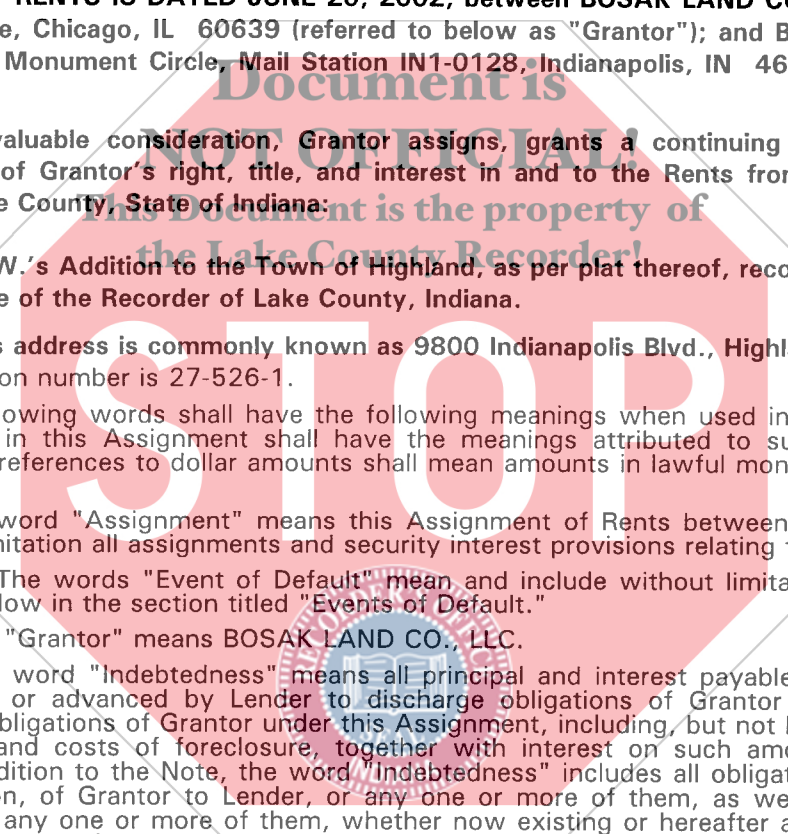 RENTS IS DATED JUNE 20, 2002, between BOSAK LAND CO
e, Chicago, IL 60639 (referred to below as "Grantor"); and B
Monument Circle, Mail Station IN1-0128, Indianapolis, IN 46
Document is
valuable consideration, Grantor assigns, grants a continuing
NOT OFFICIAL!
of Grantor's right, title, and interest in and to the Rents from
e County, State of Indiana:
This Document is the property of
the Lake County Recorder!
W.'s Addition to the Town of Highland, as per plat thereof, reco
e of the Recorder of Lake County, Indiana.
STOP
s address is commonly known as 9800 Indianapolis Blvd., Highl
on number is 27-526-1.
lowing words shall have the following meanings when used in
in this Assignment shall have the meanings attributed to su
references to dollar amounts shall mean amounts in lawful mon
word "Assignment" means this Assignment of Rents between
mitation all assignments and security interest provisions relating
The words "Event of Default" mean and include without limita
low in the section titled "Events of Default."
"Grantor" means BOSAK LAND CO., LLC.
word "Indebtedness" means all principal and interest payable
or advanced by Lender to discharge obligations of Grantor
bligations of Grantor under this Assignment, including, but not
and costs of foreclosure, together with interest on such amo
dition to the Note, the word "Indebtedness" includes all obligat
n, of Grantor to Lender, or any one or more of them, as we
any one or more of them, whether now existing or hereafter a
RECORDER'S OFFICE
SEAL
INDIANA